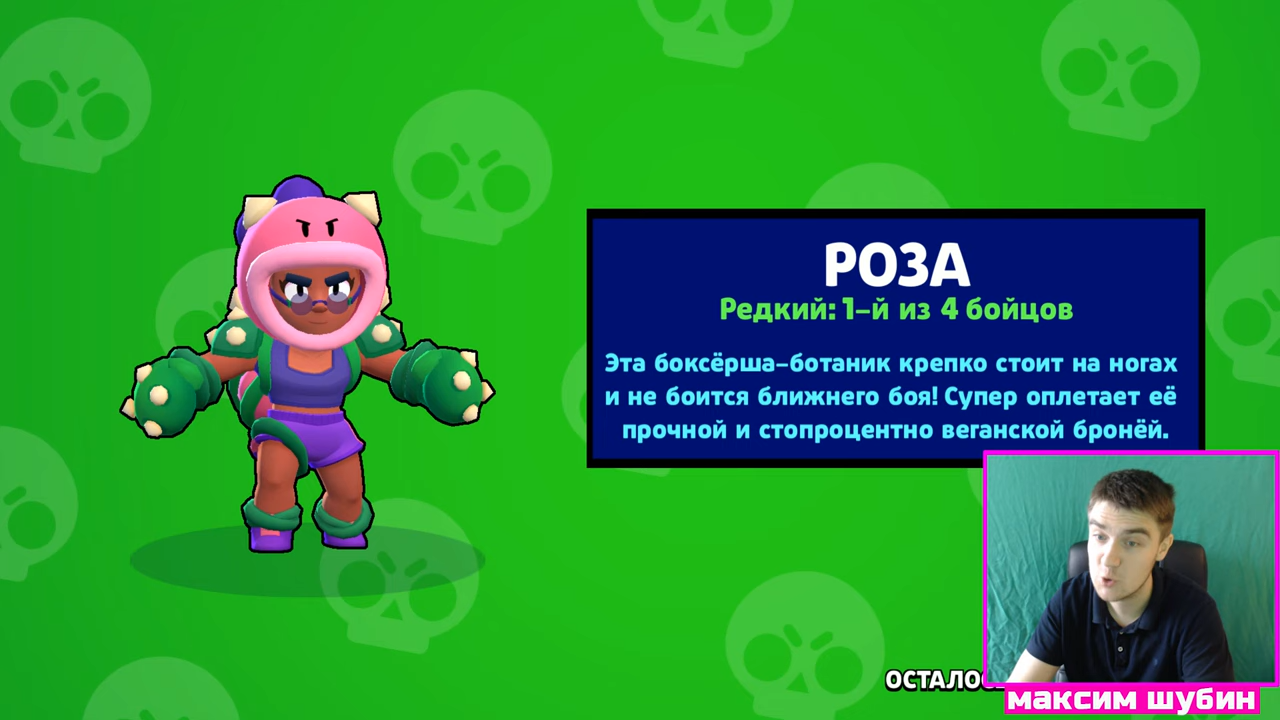 РОЗА
Редкий: 1-й из 4 бойцов
Эта боксёрша-ботаник крепко стоит на ногах
и не боится ближнего боя! Супер оплетает её
прочной и стопроцентно веганской бронёй.
максим шубин